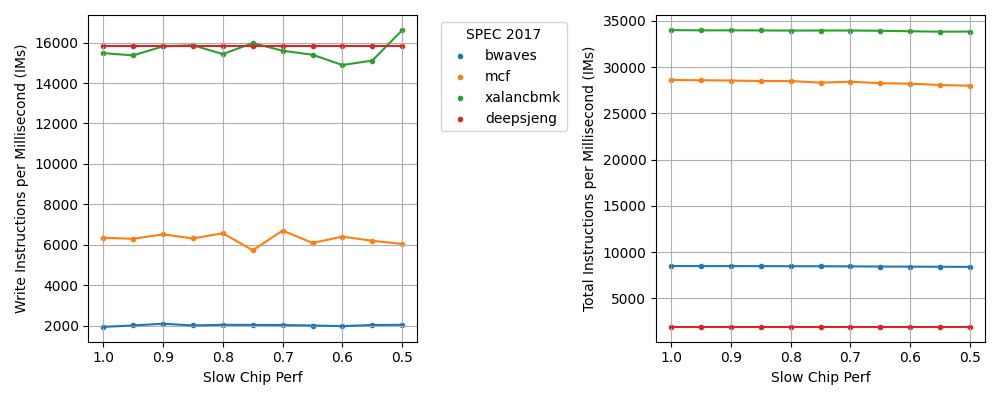 Write Instructions per Millisecond (IMs)
16000
14000
12000
10000
8000
6000
4000
2000
1.0 0.9 0.8 0.7 0.6 0.5
Slow Chip Perf
SPEC 2017
bwaves
mcf
xalancbmk
deepsjeng
Total Instructions per Millisecond (IMs)
35000
30000
25000
20000
15000
10000
5000
1.0 0.9 0.8 0.7 0.6 0.5
Slow Chip Perf